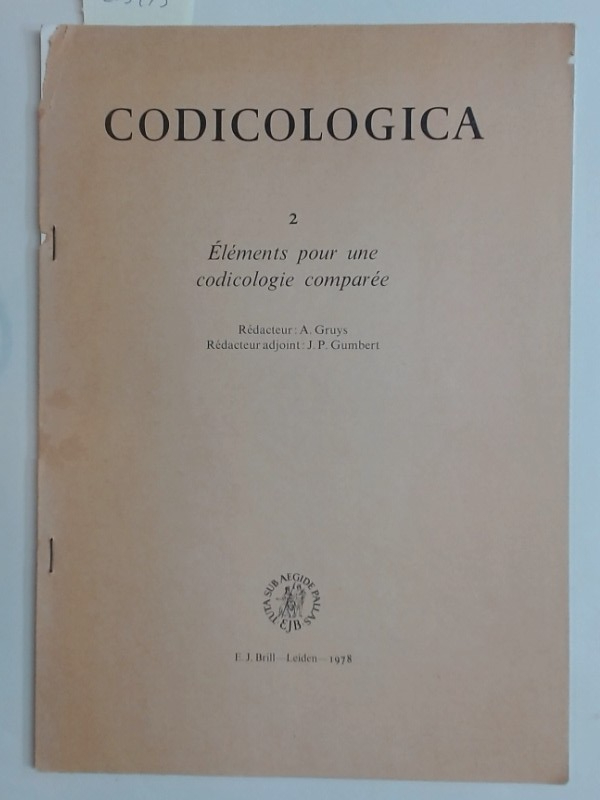 CODICOLOGICA
2
Éléments pour une
codicologie comparée
Rédacteur: A. Gruys
Rédacteur adjoint: J. P. Gumbert
TUTA SUB AEGIDE PALLAS
EJB
E. J. Brill – Leiden – 1978